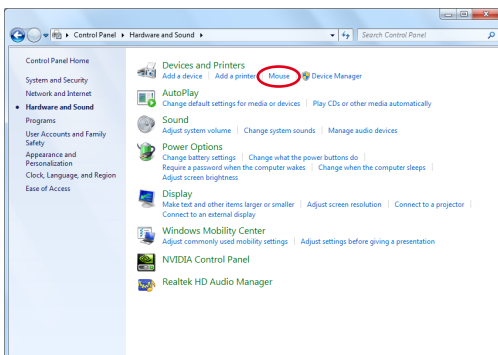 Control Panel ▸ Hardware and Sound ▸
Search Control Panel
Control Panel Home
System and Security
Network and Internet
Hardware and Sound
Programs
User Accounts and Family
Safety
Appearance and
Personalization
Clock, Language, and Region
Ease of Access
Devices and Printers
Add a device | Add a printer | Mouse | Device Manager
AutoPlay
Change default settings for media or devices | Play CDs or other media automatically
Sound
Adjust system volume | Change system sounds | Manage audio devices
Power Options
Change battery settings | Change what the power buttons do |
Require a password when the computer wakes | Change when the computer sleeps |
Adjust screen brightness
Display
Make text and other items larger or smaller | Adjust screen resolution | Connect to a projector |
Connect to an external display
Windows Mobility Center
Adjust commonly used mobility settings | Adjust settings before giving a presentation
NVIDIA Control Panel
Realtek HD Audio Manager